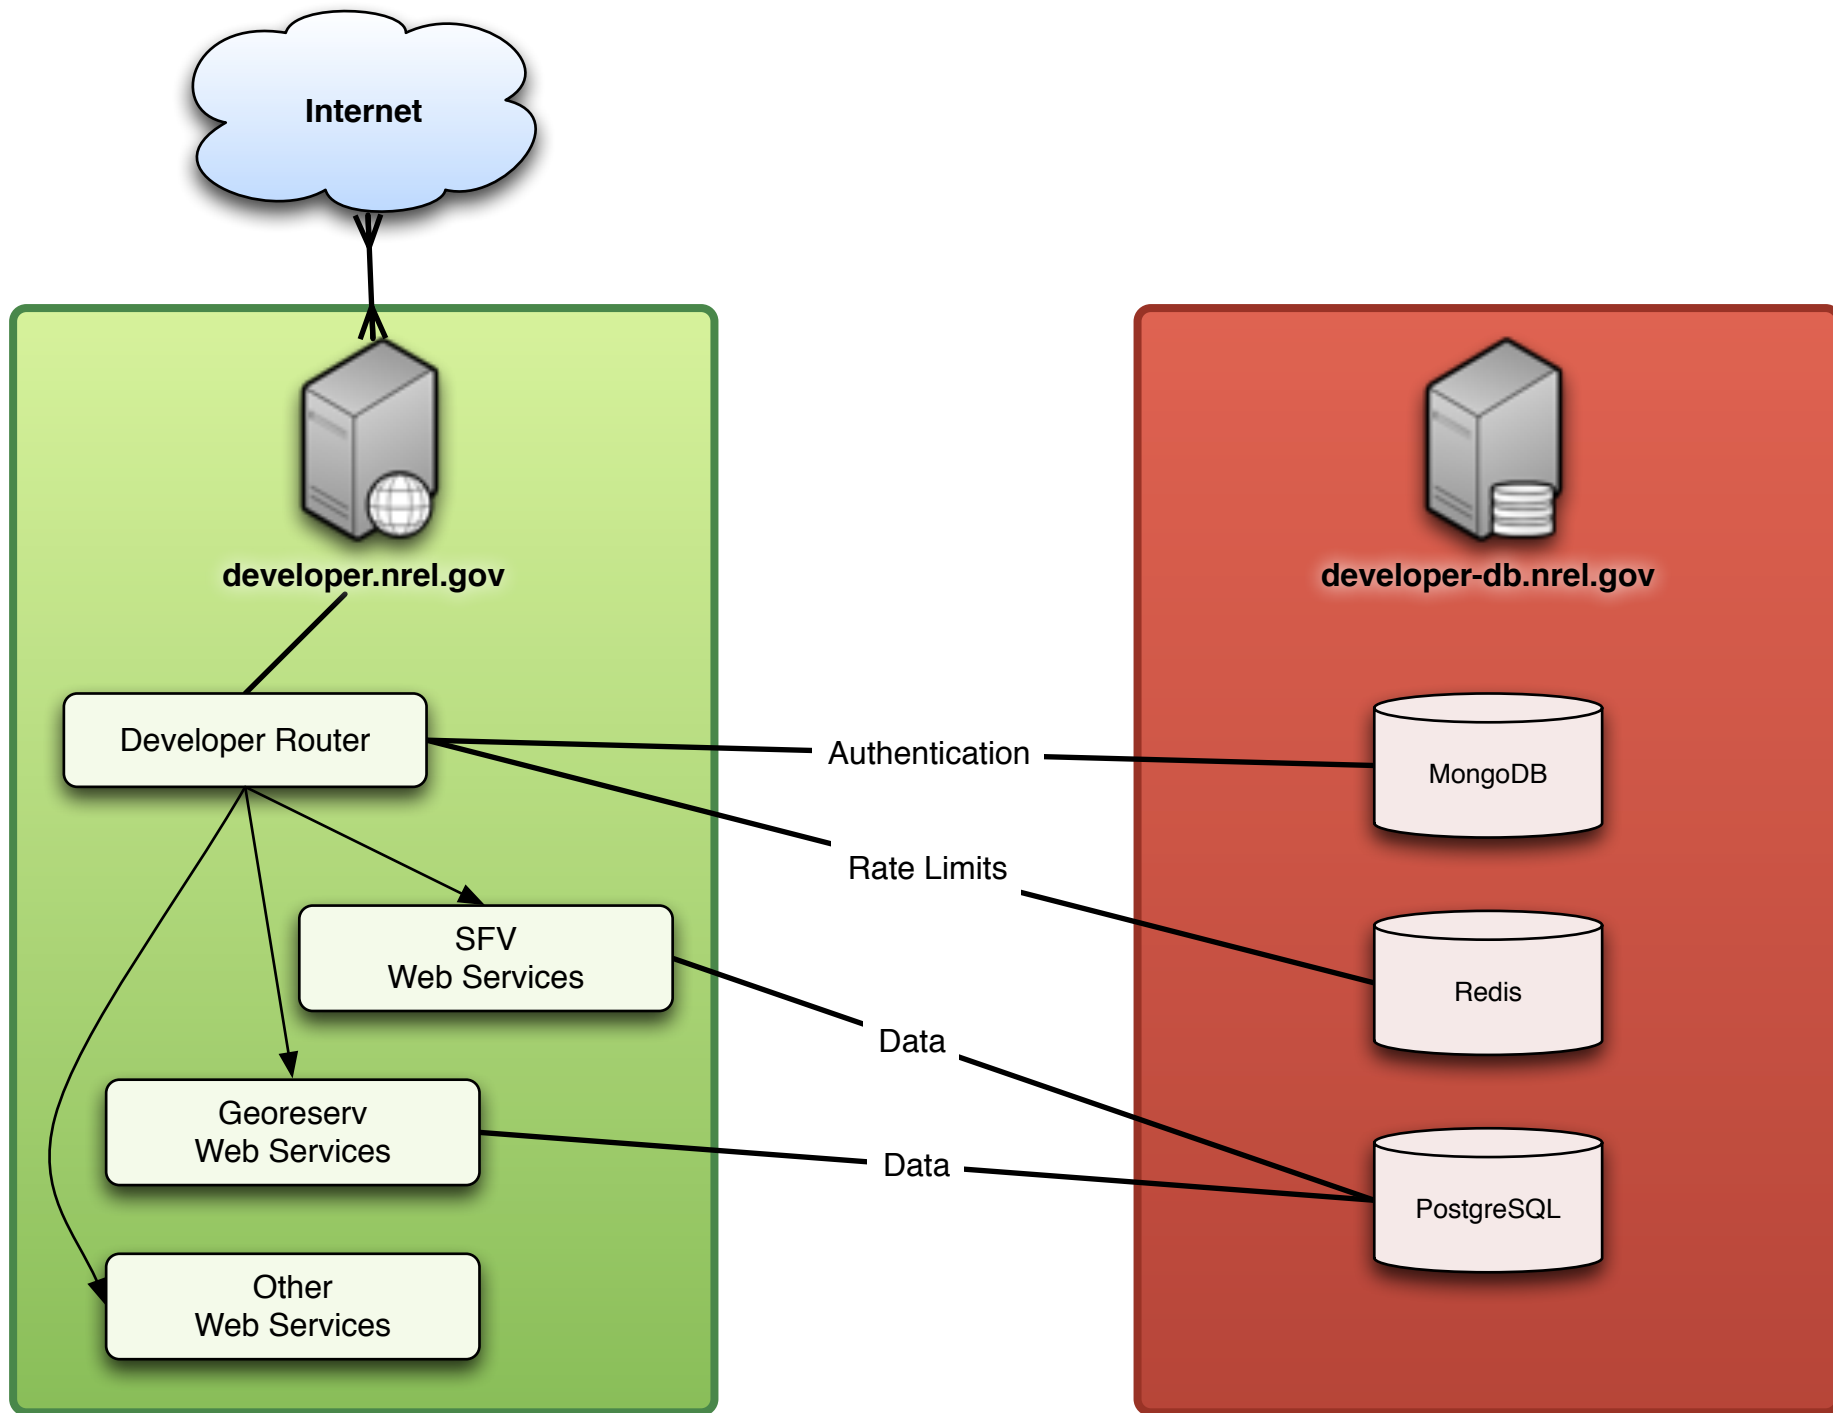 Internet
developer.nrel.gov
developer-db.nrel.gov
Developer Router
Authentication
MongoDB
Rate Limits
SFV
Web Services
Redis
Data
Georeserv
Web Services
Data
PostgreSQL
Other
Web Services